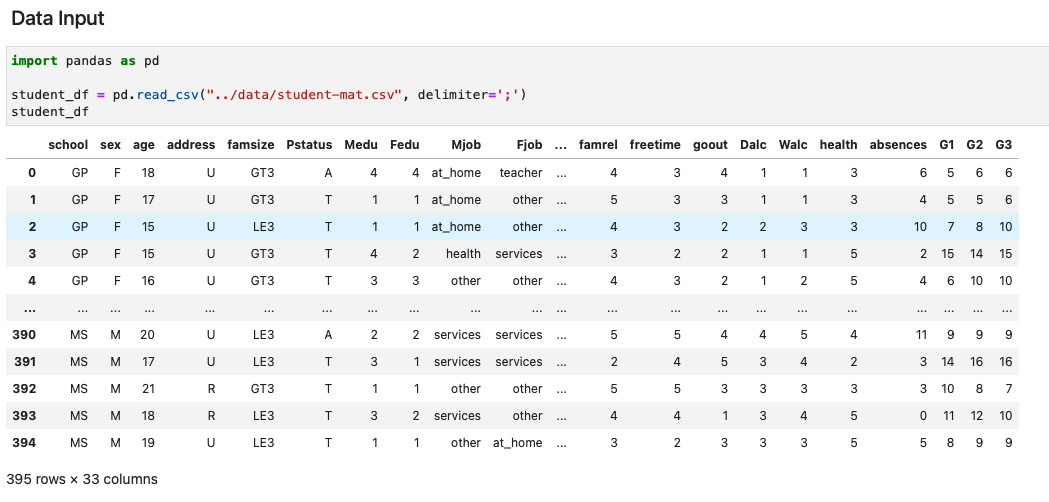 Data Input
import pandas as pd
student_df = pd.read_csv("../data/student-mat.csv", delimiter=';')
student_df
school sex age address famsize Pstatus Medu Fedu Mjob Fjob ... famrel freetime goout Dalc Walc health absences G1 G2 G3
0 GP F 18 U GT3 A 4 4 at_home teacher ... 4 3 4 1 1 3 6 5 6 6
1 GP F 17 U GT3 T 1 1 at_home other ... 5 3 3 1 1 3 4 5 5 6
2 GP F 15 U LE3 T 1 1 at_home other ... 4 3 2 2 3 3 10 7 8 10
3 GP F 15 U GT3 T 4 2 health services ... 3 2 2 1 1 5 2 15 14 15
4 GP F 16 U GT3 T 3 3 other other ... 4 3 2 1 2 5 4 6 10 10
... ... ... ... ... ... ... ... ... ... ... ... ... ... ... ... ... ... ... ... ... ...
390 MS M 20 U LE3 A 2 2 services services ... 5 5 4 4 5 4 11 9 9 9
391 MS M 17 U LE3 T 3 1 services services ... 2 4 5 3 4 2 3 14 16 16
392 MS M 21 R GT3 T 1 1 other other ... 5 5 3 3 3 3 3 10 8 7
393 MS M 18 R LE3 T 3 2 services other ... 4 4 1 3 4 5 0 11 12 10
394 MS M 19 U LE3 T 1 1 other at_home ... 3 2 3 3 3 5 5 8 9 9
395 rows × 33 columns